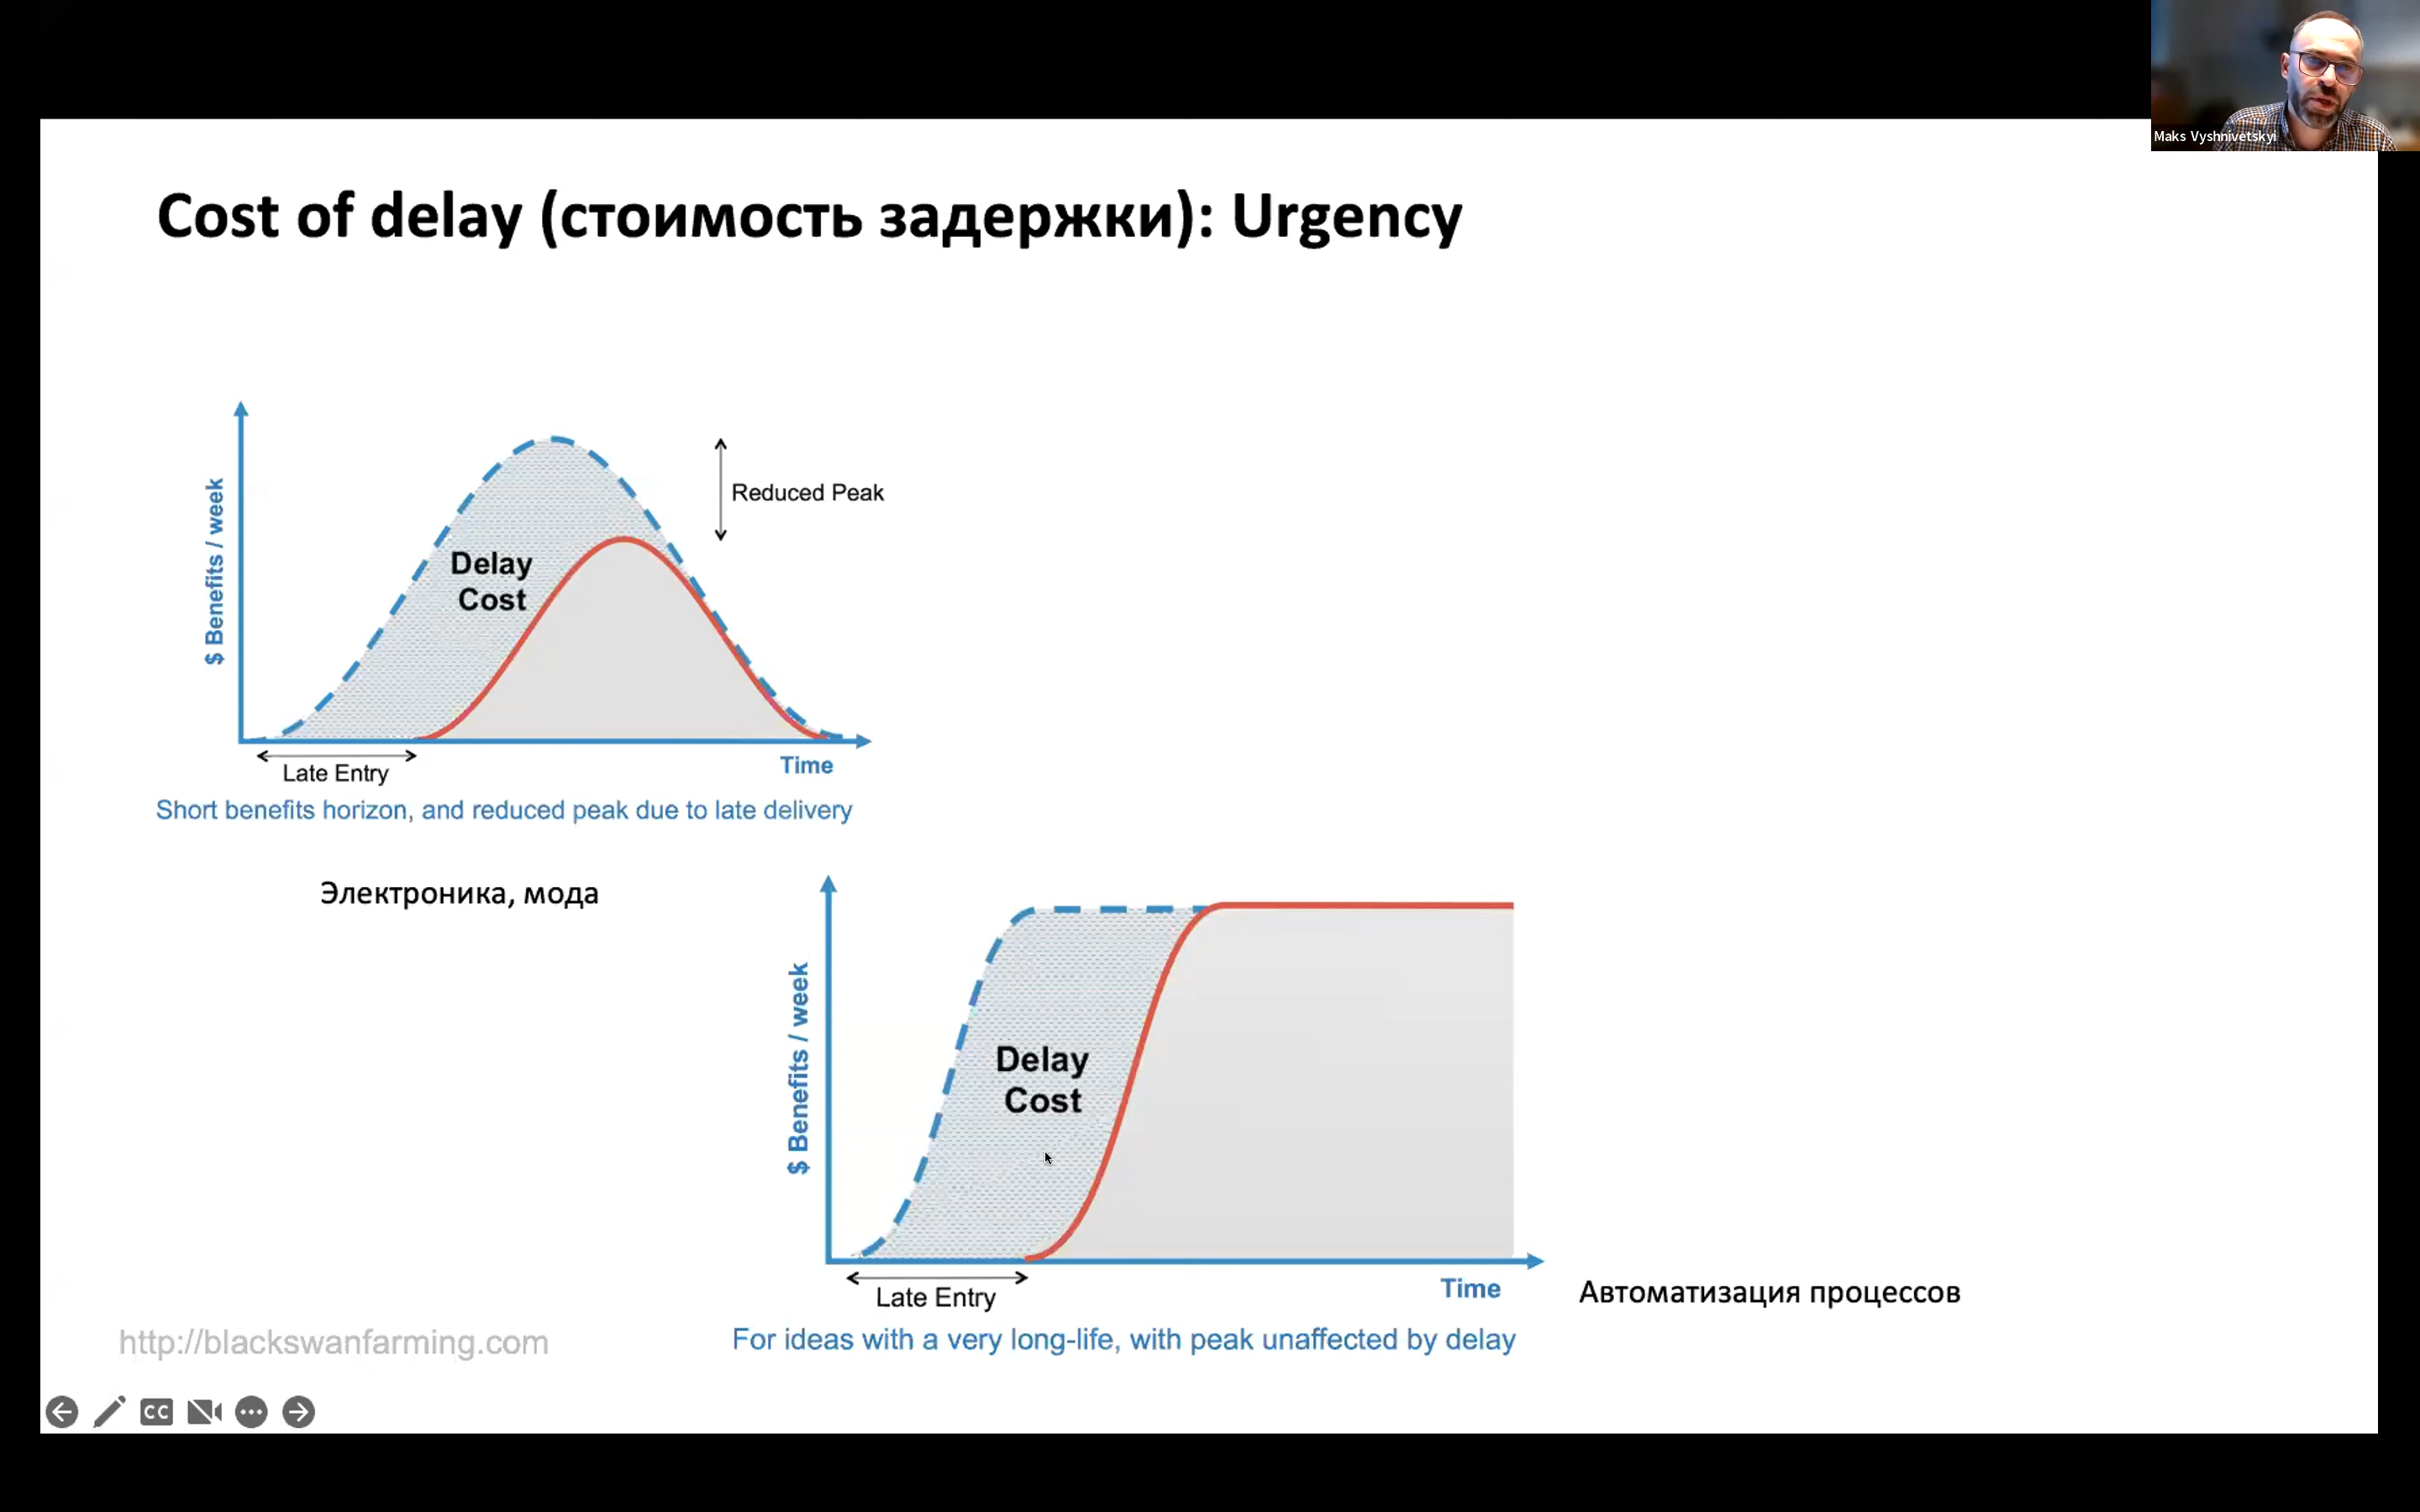 Maks Vyshnivetskyi
Cost of delay (стоимость задержки): Urgency
$ Benefits / week
Reduced Peak
Delay
Cost
Late Entry
Time
Short benefits horizon, and reduced peak due to late delivery
Электроника, мода
$ Benefits / week
Delay
Cost
Late Entry
Time
Автоматизация процессов
For ideas with a very long-life, with peak unaffected by delay
http://blackswanfarming.com
CC